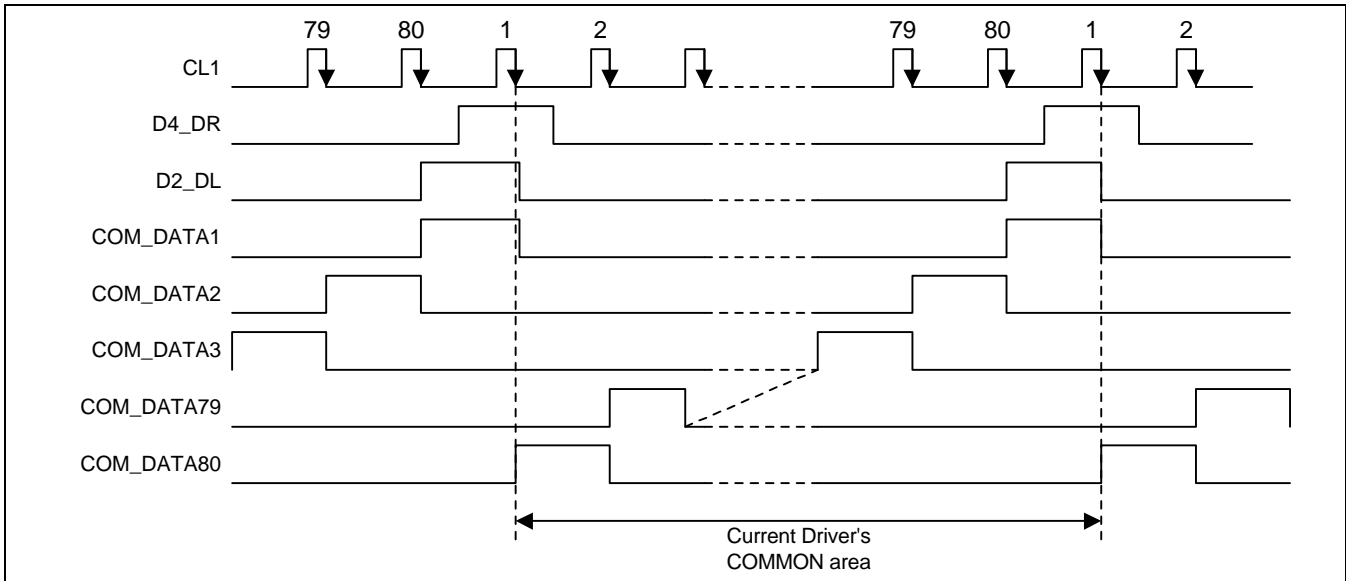 79 80 1 2 79 80 1 2
CL1
D4_DR
D2_DL
COM_DATA1
COM_DATA2
COM_DATA3
COM_DATA79
COM_DATA80
Current Driver's
COMMON area